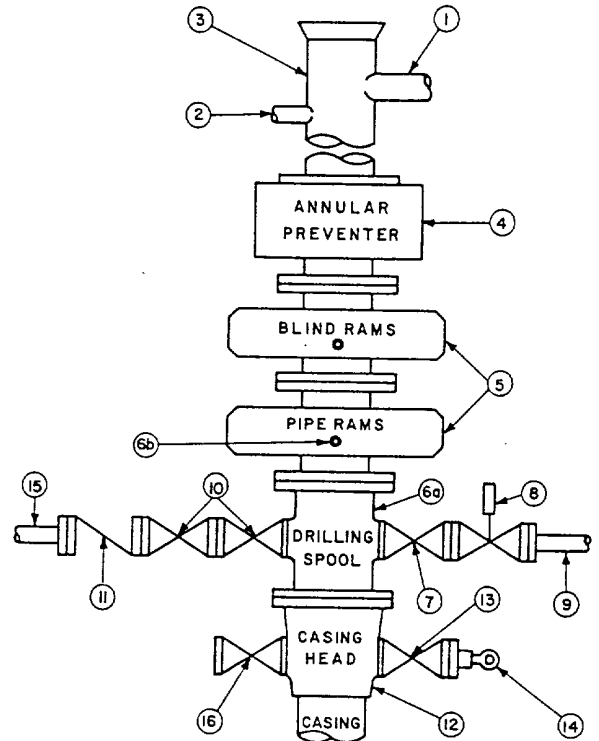 3
1
2
ANNULAR
PREVENTER
4
BLIND RAMS
5
PIPE RAMS
6b
15
10
6a
8
DRILLING
SPOOL
11
7
9
13
CASING
HEAD
16
12
14
CASING